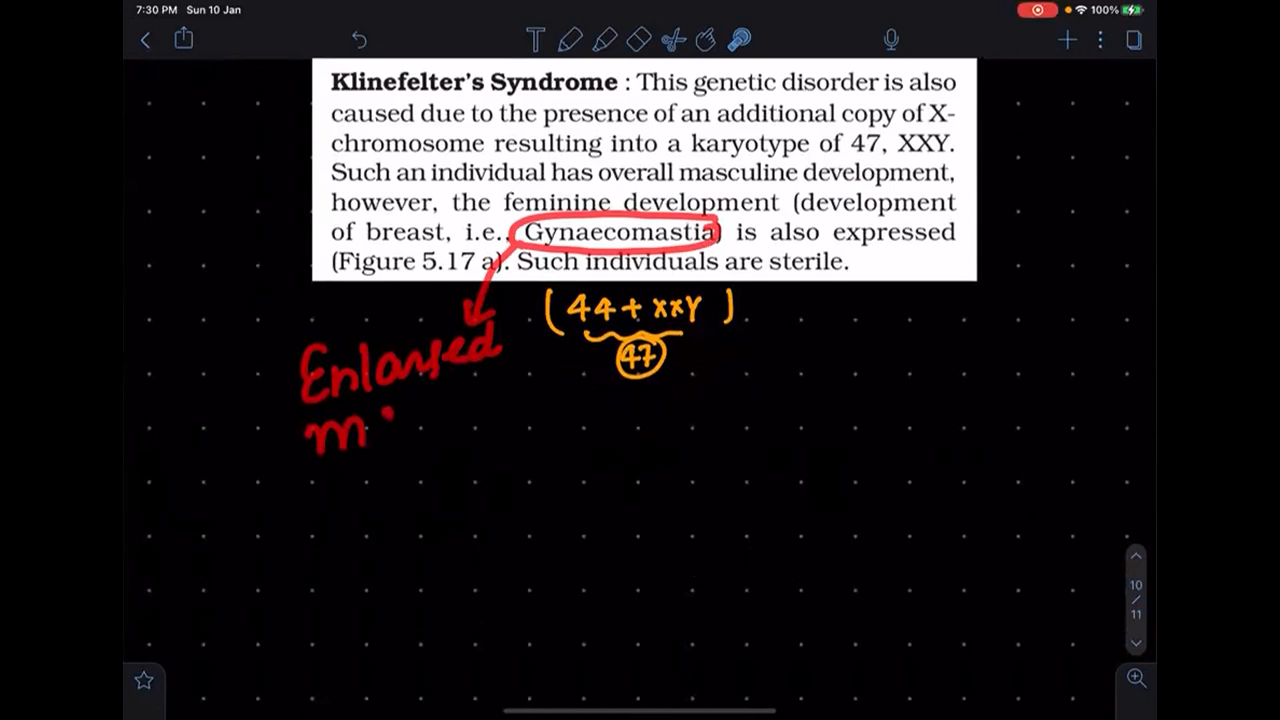 7:30 PM Sun 10 Jan
100%
Klinefelter's Syndrome : This genetic disorder is also
caused due to the presence of an additional copy of X-
chromosome resulting into a karyotype of 47, XXY.
Such an individual has overall masculine development,
however, the feminine development (development
of breast, i.e., Gynaecomastia) is also expressed
(Figure 5.17 a). Such individuals are sterile.
(44+XXY)
47
Enlarged
m
10
/
11